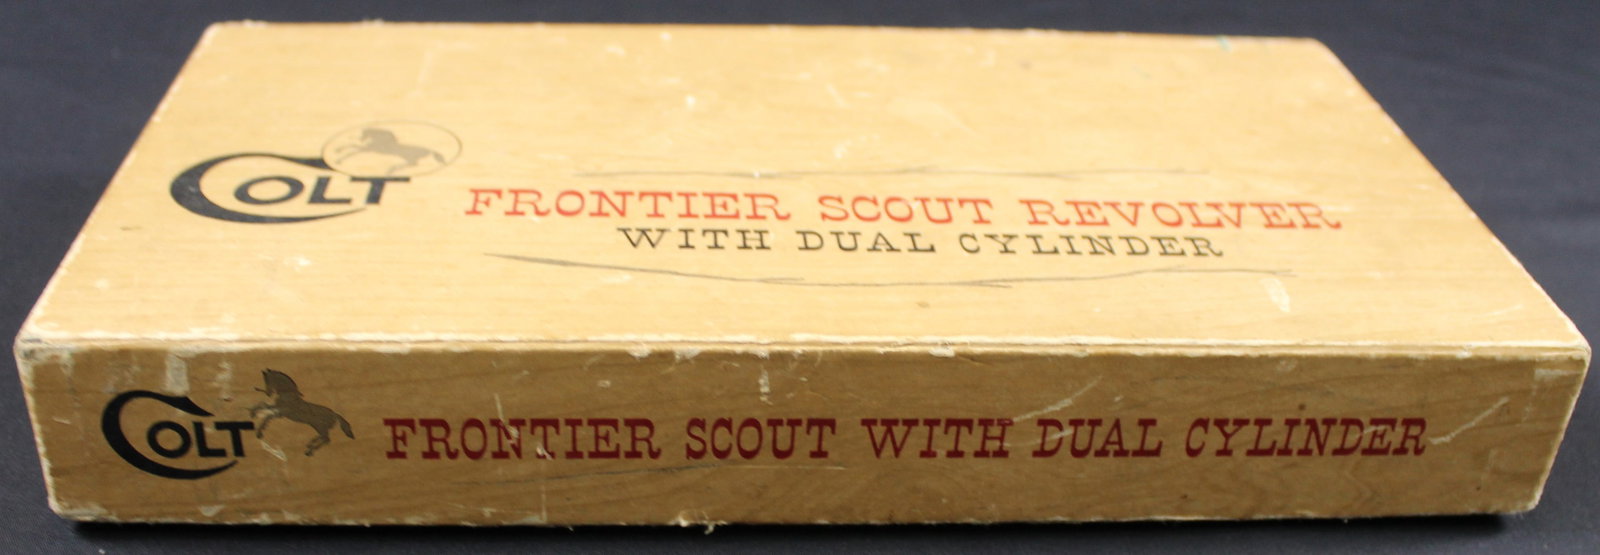 COLT
FRONTIER SCOUT REVOLVER
WITH DUAL CYLINDER
COLT
FRONTIER SCOUT WITH DUAL CYLINDER